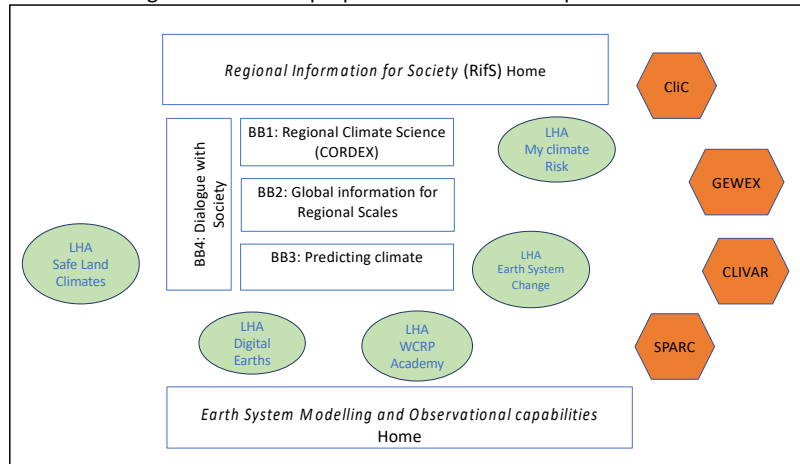 Regional Information for Society (RifS) Home
CliC
BB4: Dialogue with
Society
BB1: Regional Climate Science
(CORDEX)
LHA
My climate
Risk
BB2: Global information for
Regional Scales
GEWEX
LHA
Safe Land
Climates
BB3: Predicting climate
LHA
Earth System
Change
CLIVAR
LHA
Digital
Earths
LHA
WCRP
Academy
SPARC
Earth System Modelling and Observational capabilities
Home